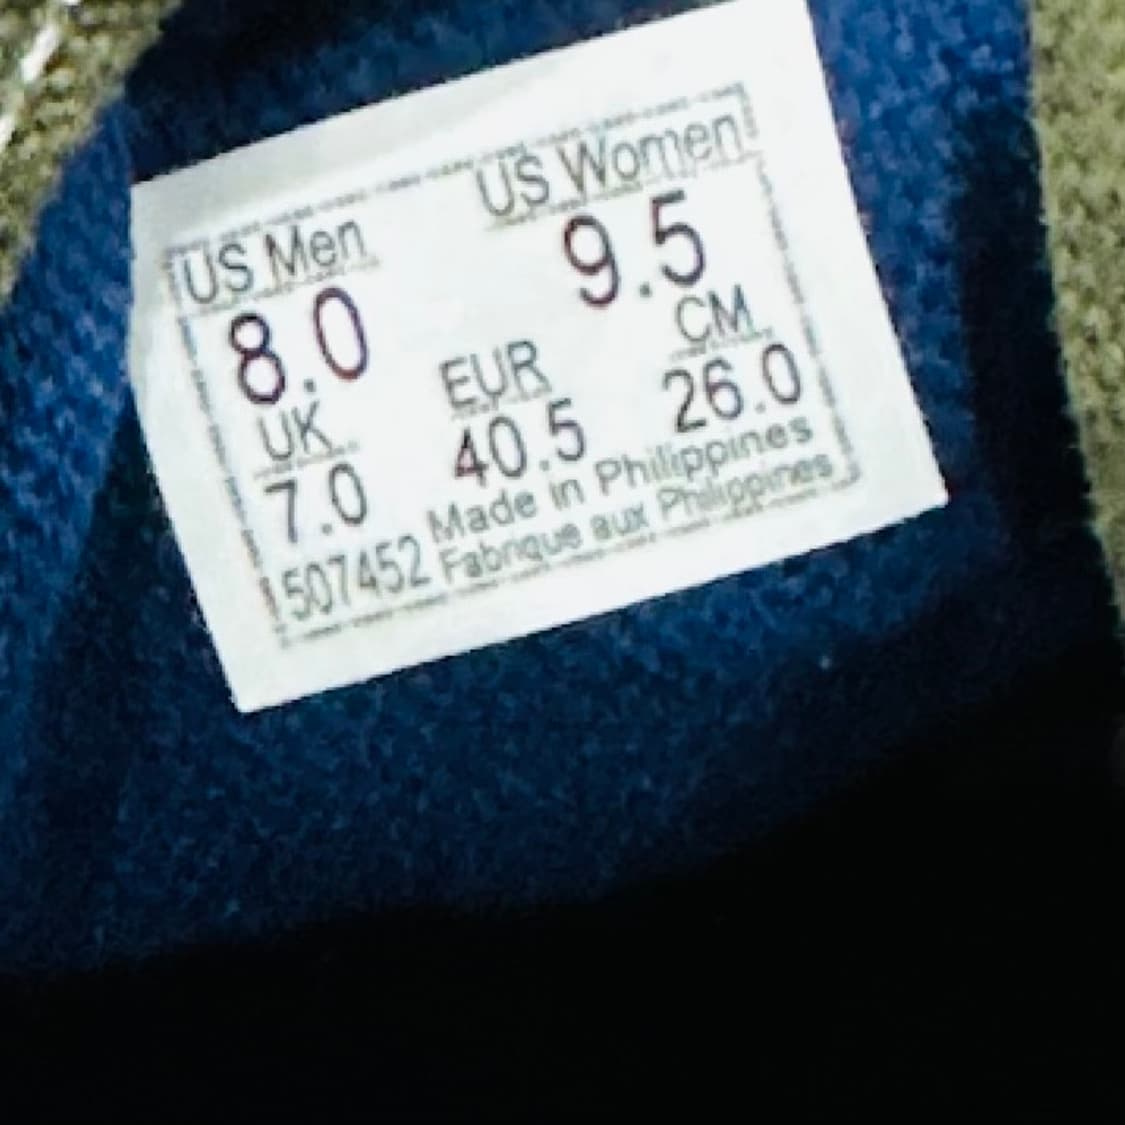 US Men US Women
8.0 9.5
UK EUR CM
7.0 40.5 26.0
Made in Philippines
507452 Fabrique aux Philippines